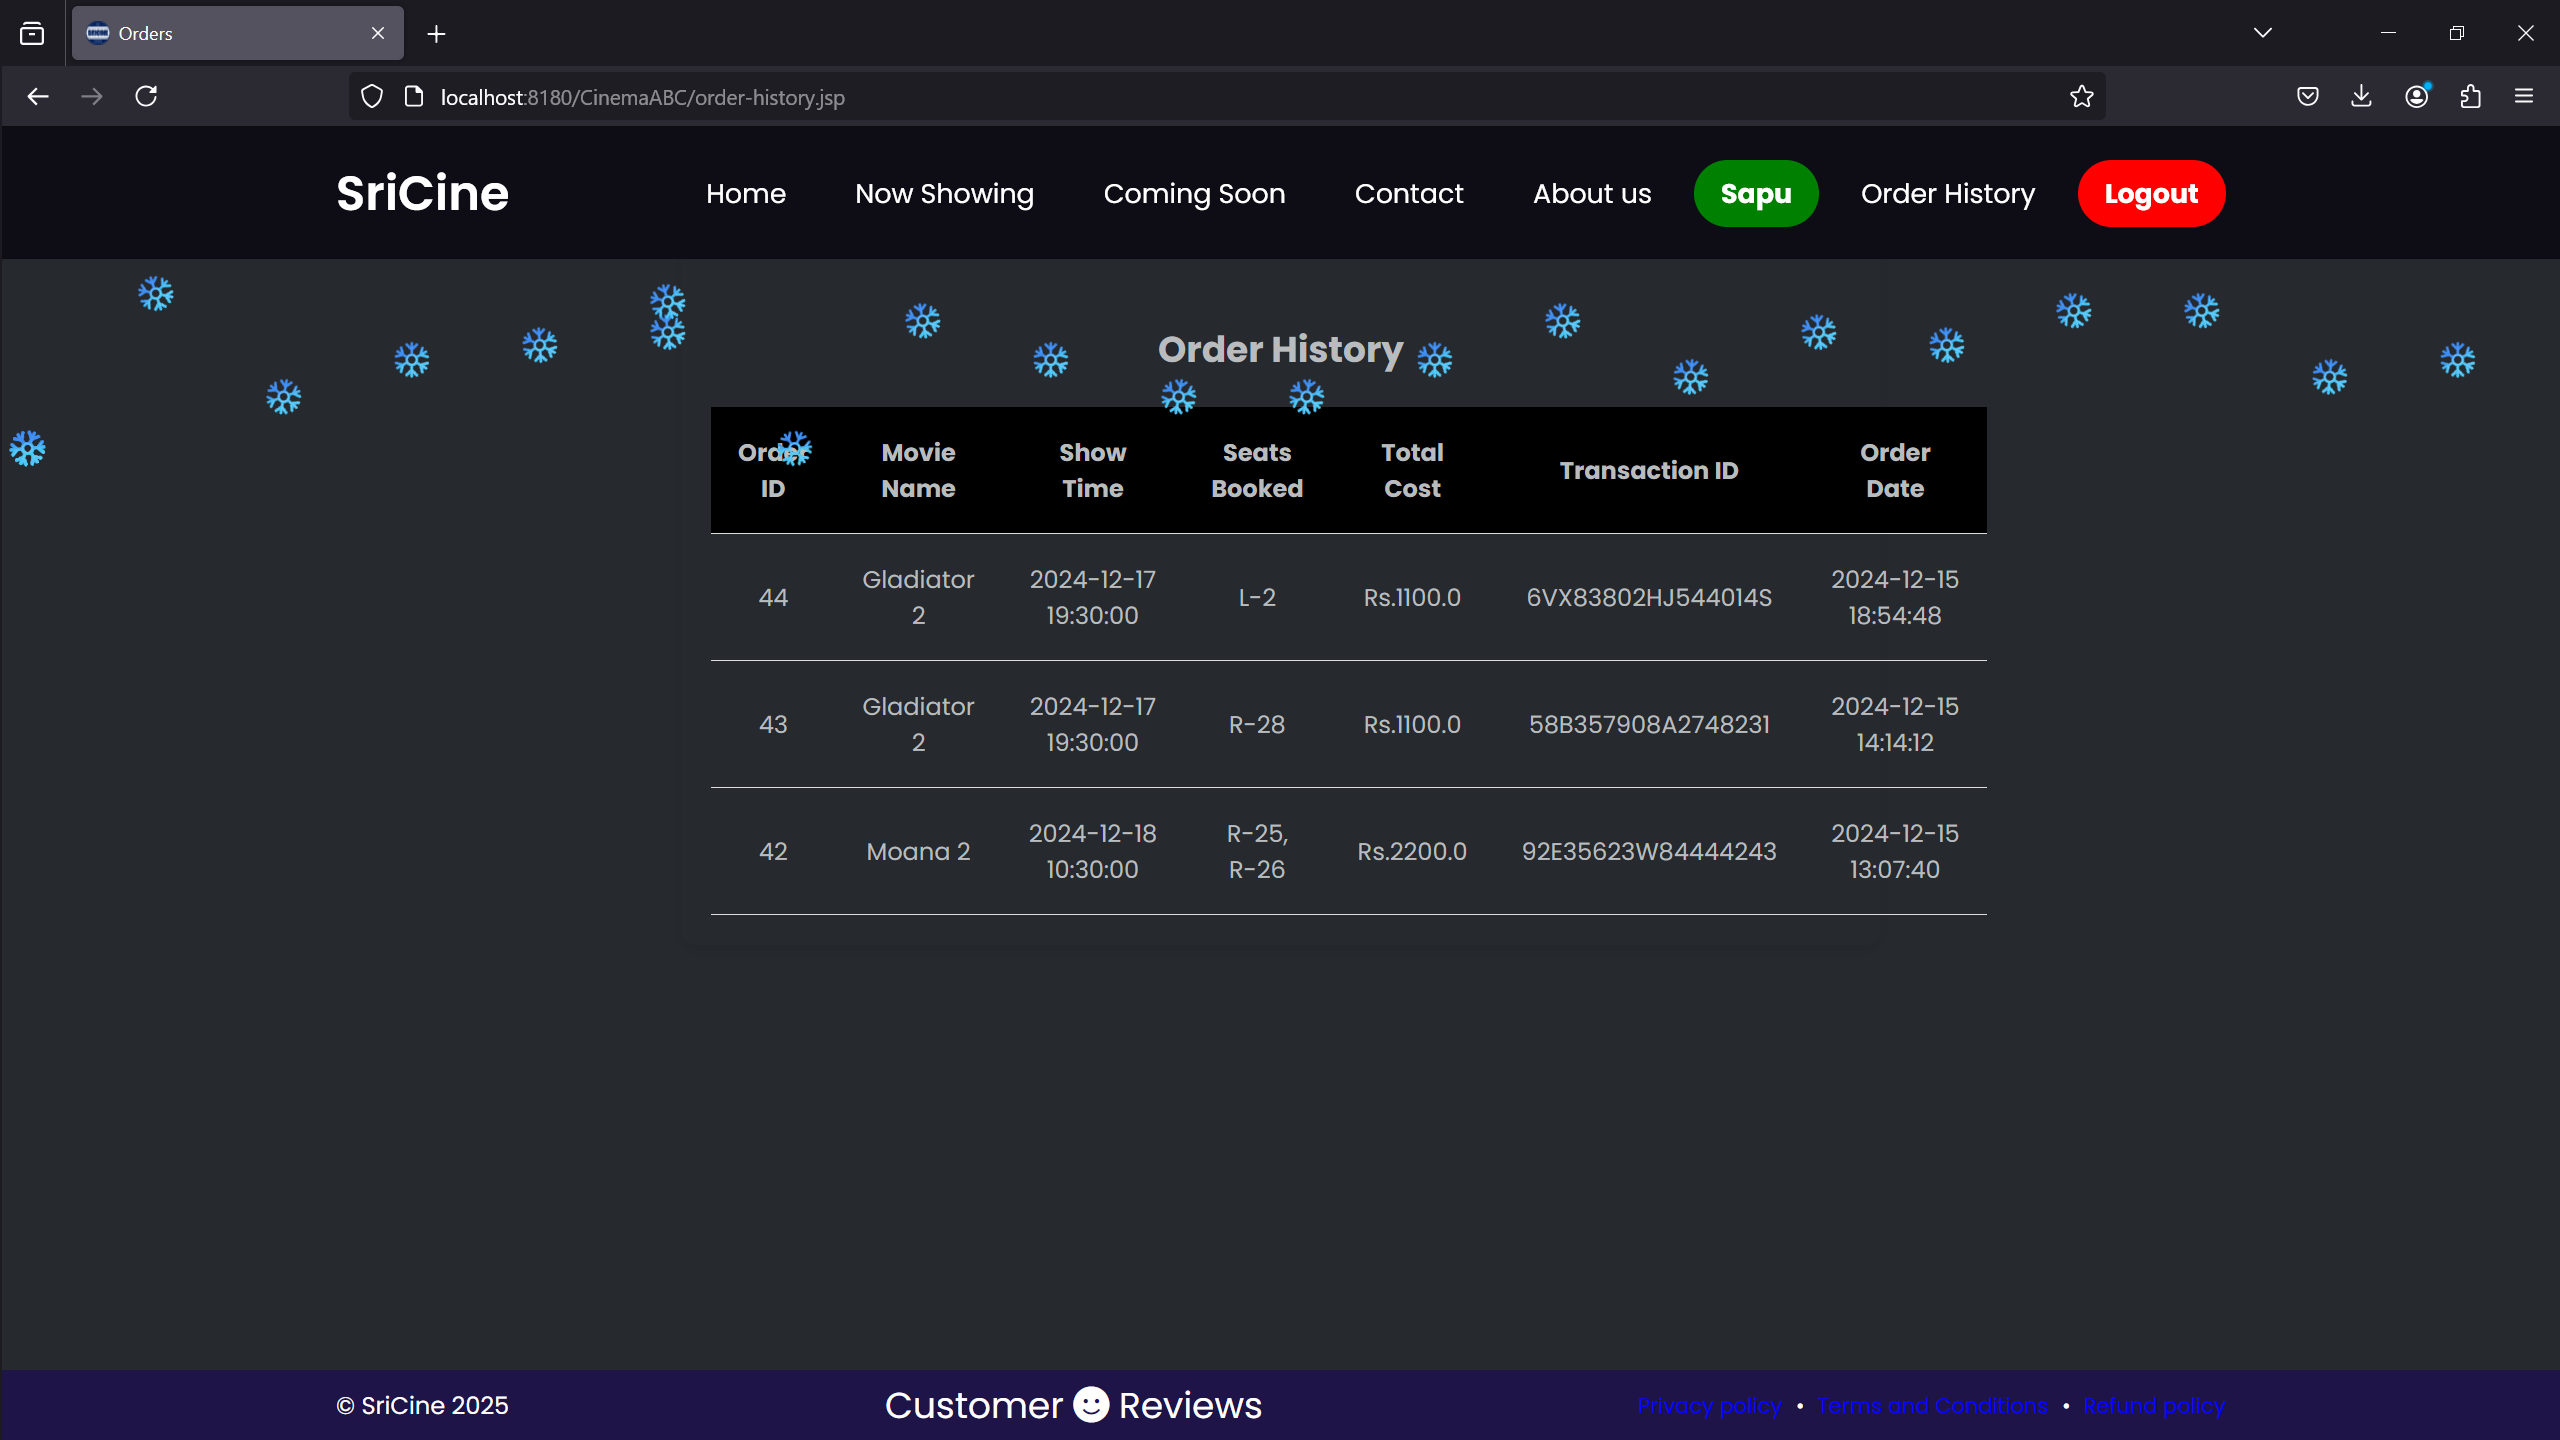 Orders
localhost:8180/CinemaABC/order-history.jsp
SriCine
Home
Now Showing
Coming Soon
Contact
About us
Sapu
Order History
Logout
Order History
Order ID
Movie Name
Show Time
Seats Booked
Total Cost
Transaction ID
Order Date
44
Gladiator 2
2024-12-17 19:30:00
L-2
Rs.1100.0
6VX83802HJ544014S
2024-12-15 18:54:48
43
Gladiator 2
2024-12-17 19:30:00
R-28
Rs.1100.0
58B357908A2748231
2024-12-15 14:14:12
42
Moana 2
2024-12-18 10:30:00
R-25, R-26
Rs.2200.0
92E35623W84444243
2024-12-15 13:07:40
© SriCine 2025
Customer Reviews
Privacy policy • Terms and Conditions • Refund policy